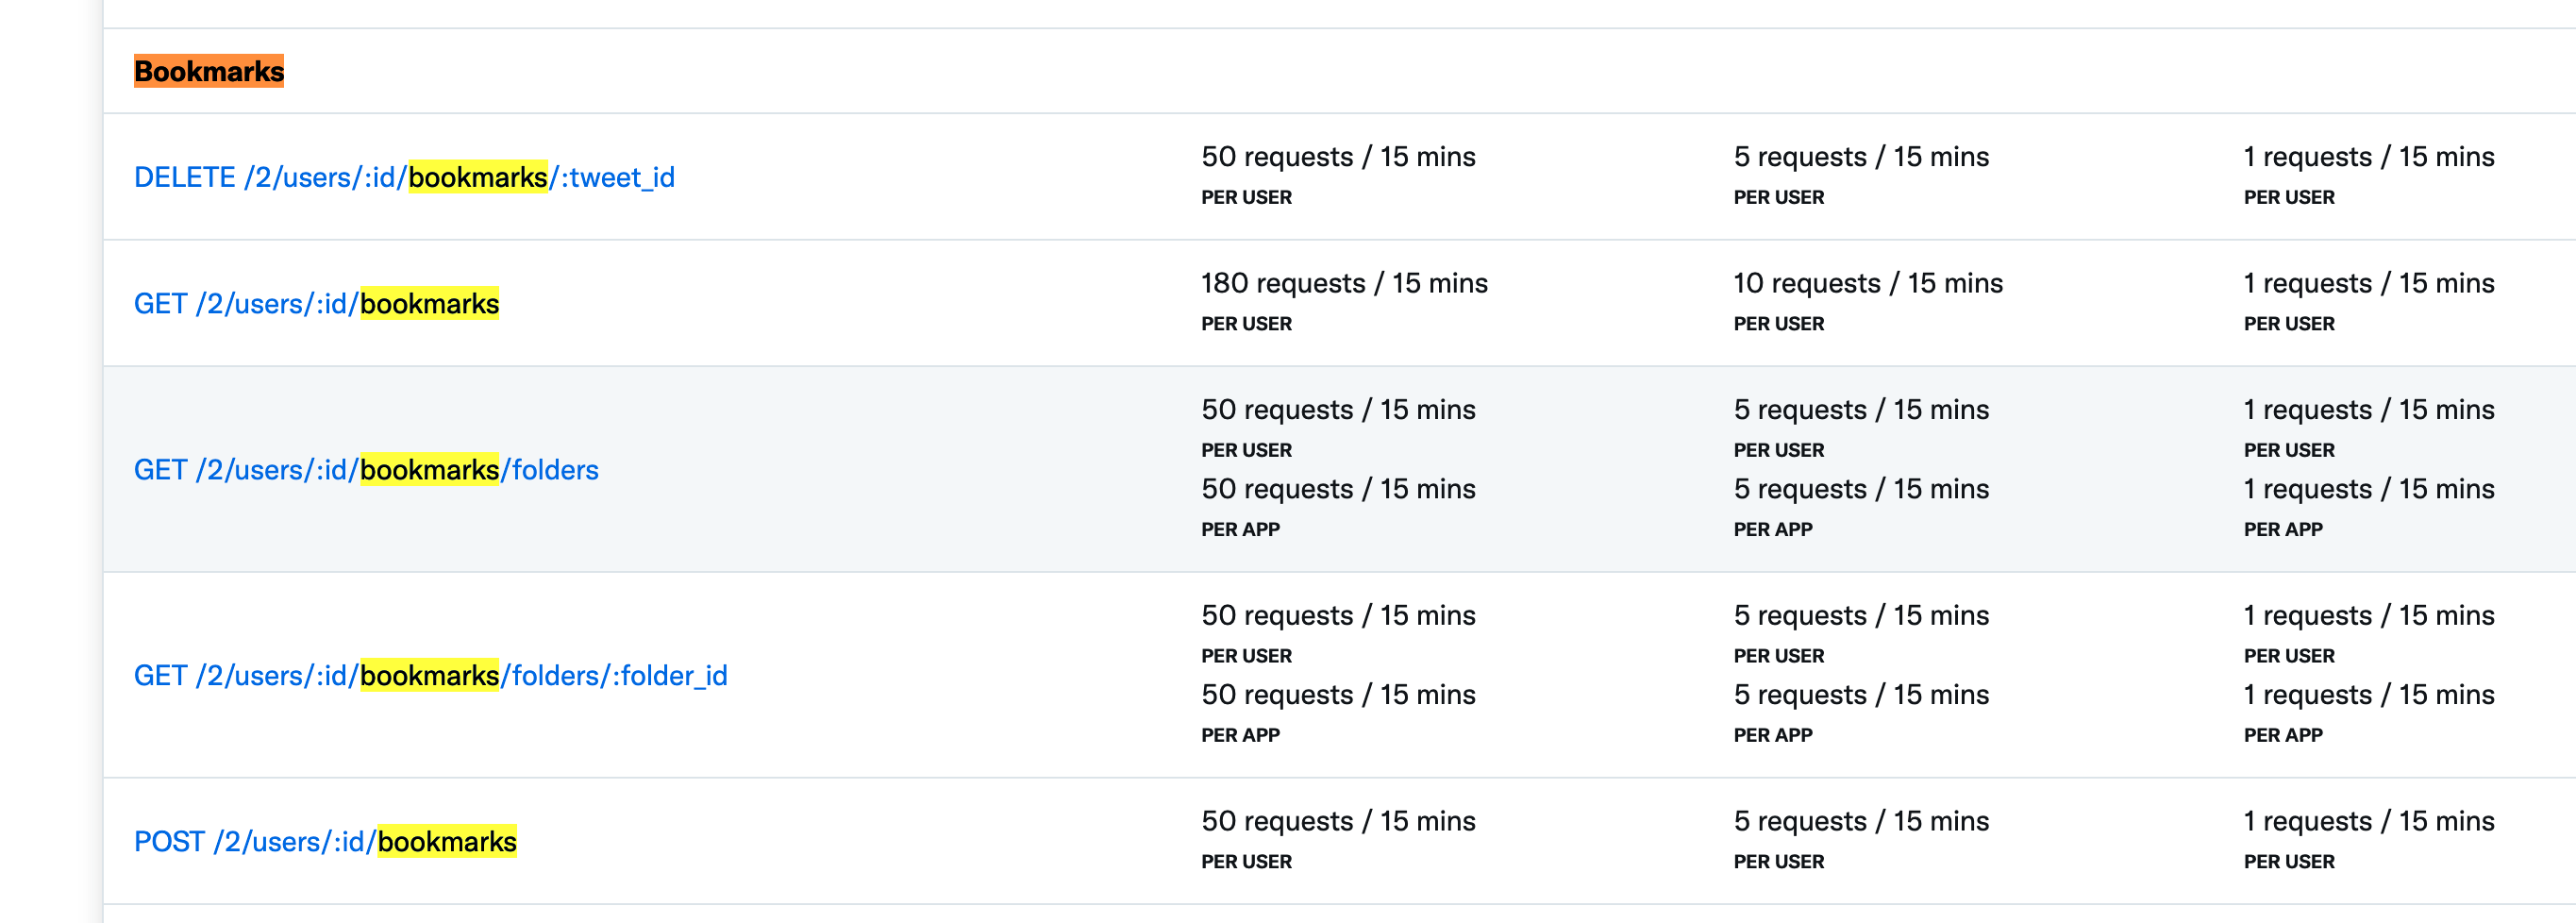 Bookmarks
DELETE /2/users/:id/bookmarks/:tweet_id
50 requests / 15 mins
PER USER
5 requests / 15 mins
PER USER
1 requests / 15 mins
PER USER
GET /2/users/:id/bookmarks
180 requests / 15 mins
PER USER
10 requests / 15 mins
PER USER
1 requests / 15 mins
PER USER
GET /2/users/:id/bookmarks/folders
50 requests / 15 mins
PER USER
50 requests / 15 mins
PER APP
5 requests / 15 mins
PER USER
5 requests / 15 mins
PER APP
1 requests / 15 mins
PER USER
1 requests / 15 mins
PER APP
GET /2/users/:id/bookmarks/folders/:folder_id
50 requests / 15 mins
PER USER
50 requests / 15 mins
PER APP
5 requests / 15 mins
PER USER
5 requests / 15 mins
PER APP
1 requests / 15 mins
PER USER
1 requests / 15 mins
PER APP
POST /2/users/:id/bookmarks
50 requests / 15 mins
PER USER
5 requests / 15 mins
PER USER
1 requests / 15 mins
PER USER